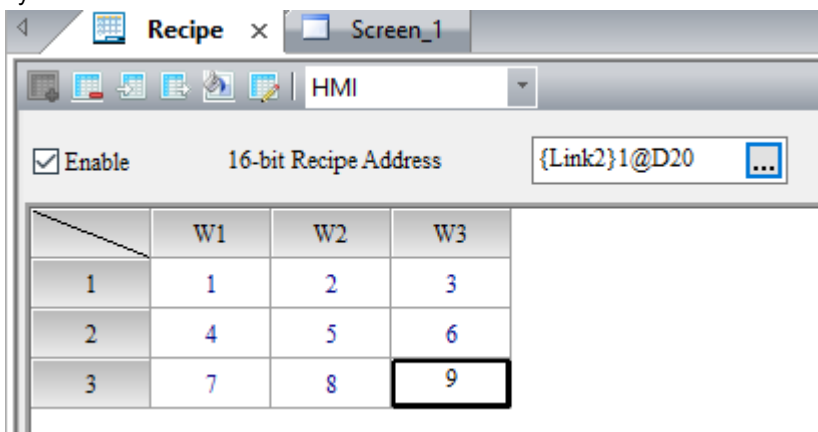 Recipe × Screen_1
HMI
Enable 16-bit Recipe Address {Link2}1@D20 ...
W1 W2 W3
1 1 2 3
2 4 5 6
3 7 8 9